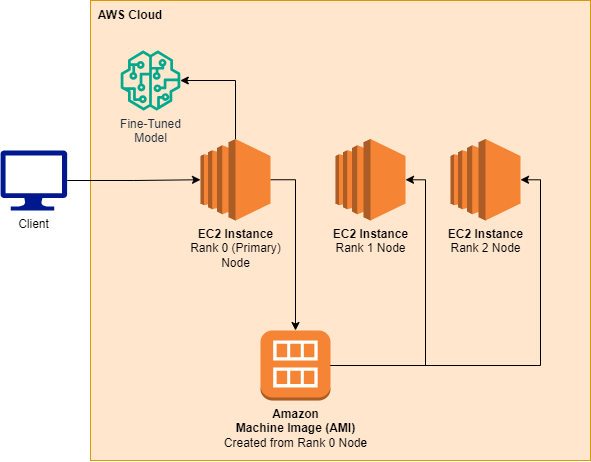 AWS Cloud
Fine-Tuned
Model
Client
EC2 Instance
Rank 0 (Primary)
Node
EC2 Instance
Rank 1 Node
EC2 Instance
Rank 2 Node
Amazon
Machine Image (AMI)
Created from Rank 0 Node